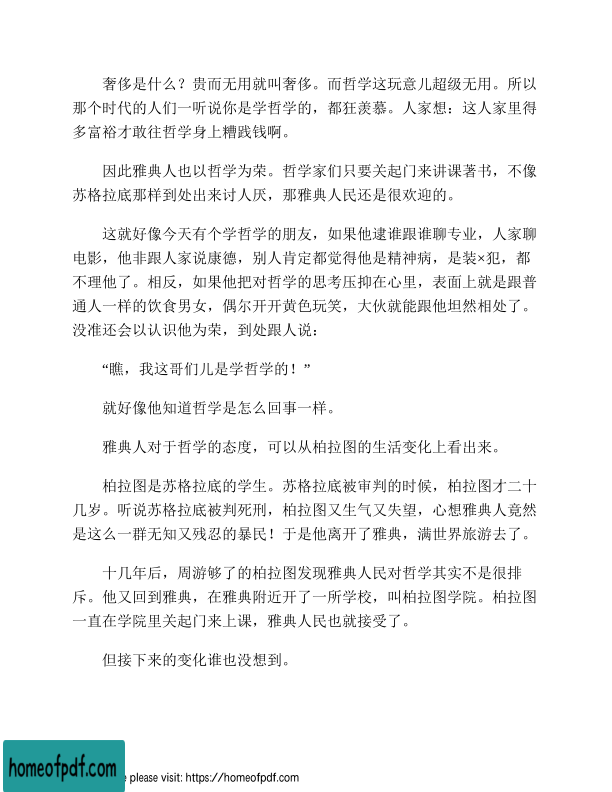 奢侈是什么？贵而无用就叫奢侈。而哲学这玩意儿超级无用。所以
那个时代的人们一听说你是学哲学的，都狂羡慕。人家想：这人家里得
多富裕才敢往哲学身上糟践钱啊。
因此雅典人也以哲学为荣。哲学家们只要关起门来讲课著书，不像
苏格拉底那样到处出来讨人厌，那雅典人民还是很欢迎的。
这就好像今天有个学哲学的朋友，如果他逮谁跟谁聊专业，人家聊
电影，他非跟人家说康德，别人肯定都觉得他是精神病，是装×犯，都
不理他了。相反，如果他把对哲学的思考压抑在心里，表面上就是跟普
通人一样的饮食男女，偶尔开开黄色玩笑，大伙就能跟他坦然相处了。
没准还会以认识他为荣，到处跟人说：
“瞧，我这哥们儿是学哲学的！”
就好像他知道哲学是怎么回事一样。
雅典人对于哲学的态度，可以从柏拉图的生活变化上看出来。
柏拉图是苏格拉底的学生。苏格拉底被审判的时候，柏拉图才二十
几岁。听说苏格拉底被判死刑，柏拉图又生气又失望，心想雅典人竟然
是这么一群无知又残忍的暴民！于是他离开了雅典，满世界旅游去了。
十几年后，周游够了的柏拉图发现雅典人民对哲学其实不是很排
斥。他又回到雅典，在雅典附近开了一所学校，叫柏拉图学院。柏拉图
一直在学院里关起门来上课，雅典人民也就接受了。
但接下来的变化谁也没想到。
homeofpdf.com
e please visit: https://homeofpdf.com